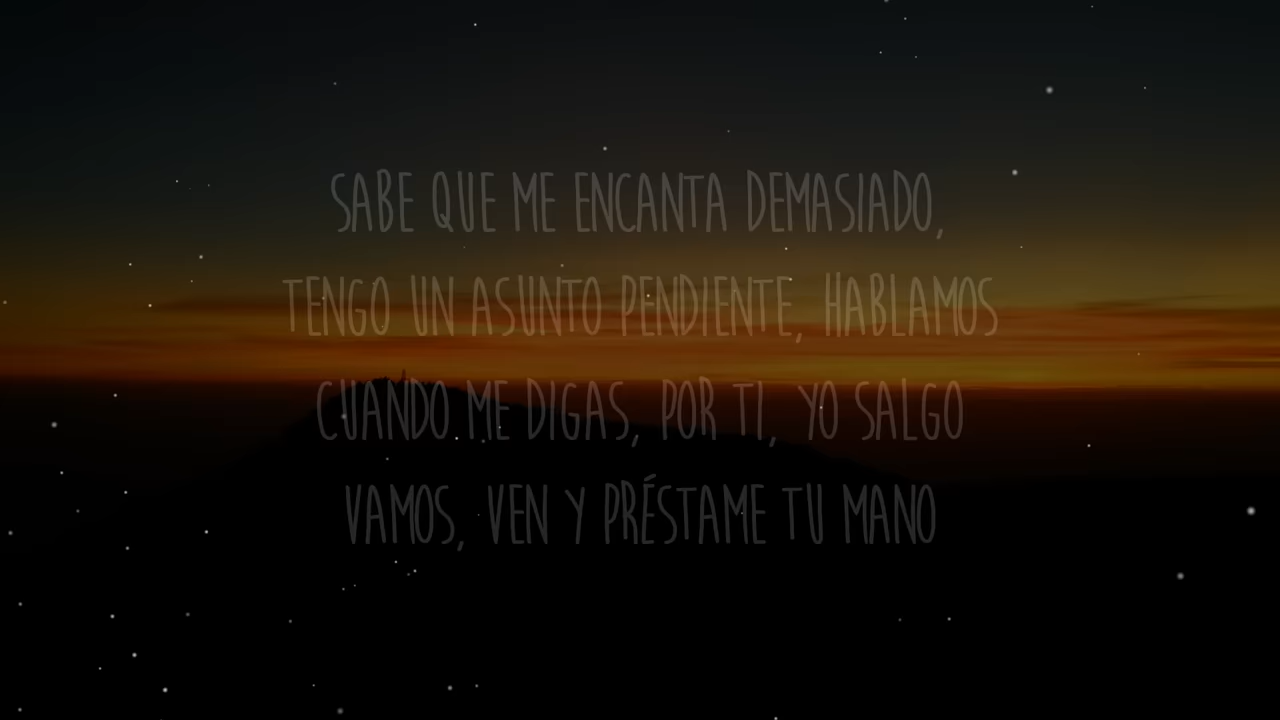 SABE QUE ME ENCANTA DEMASIADO,
TENGO UN ASUNTO PENDIENTE, HABLAMOS
CUANDO ME DIGAS, POR TI, YO SALGO
VAMOS, VEN Y PRÉSTAME TU MANO